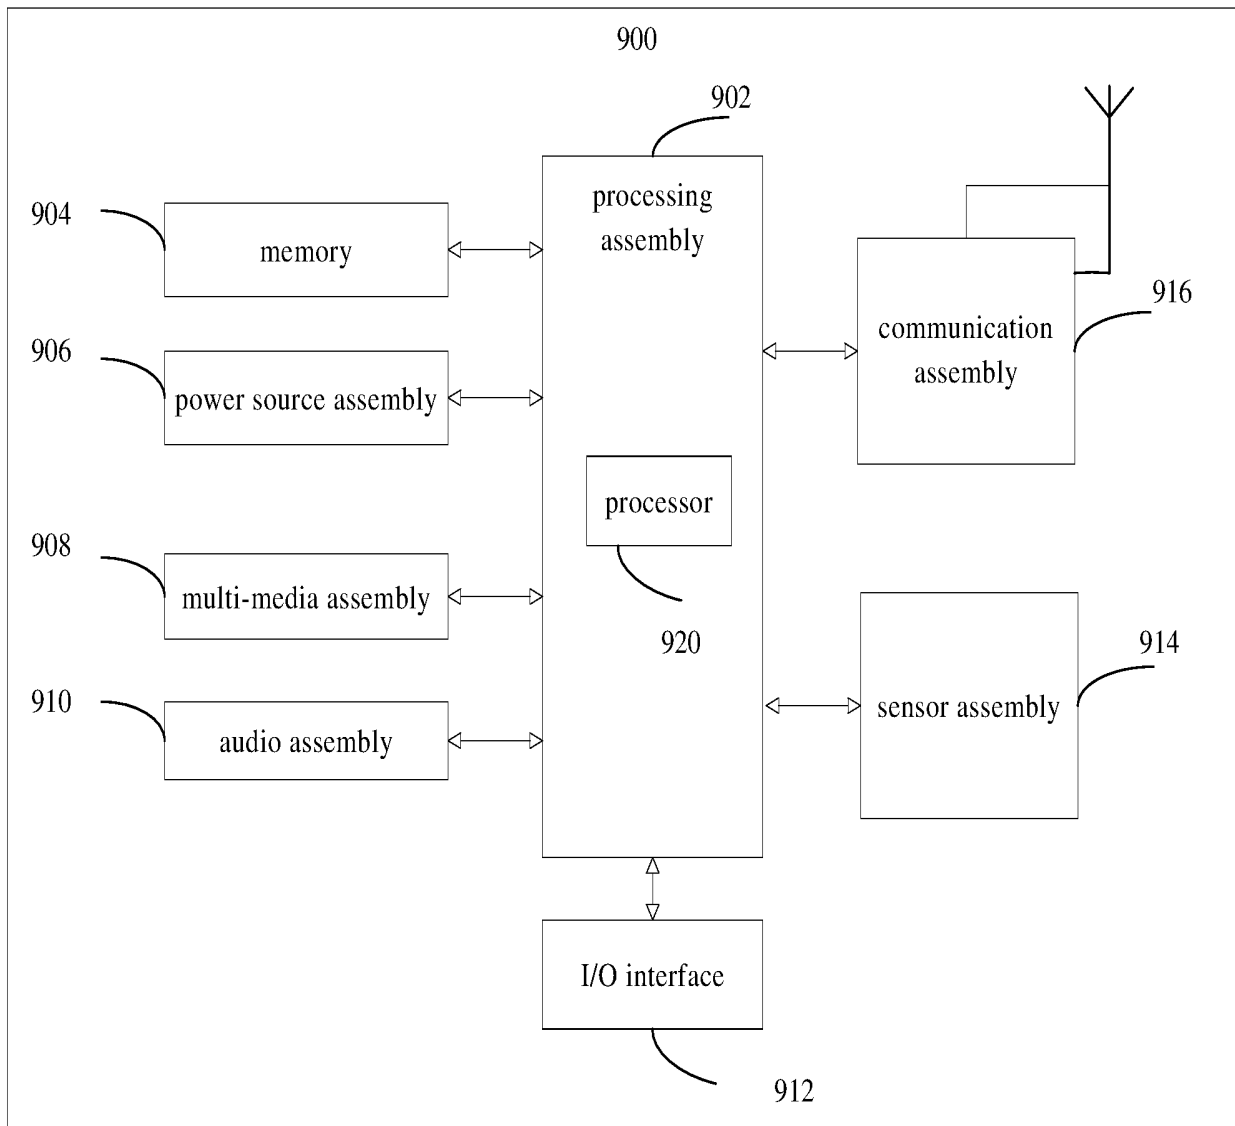 900
902
processing
assembly
904
memory
916
communication
assembly
906
power source assembly
processor
908
multi-media assembly
920
914
sensor assembly
910
audio assembly
I/O interface
912